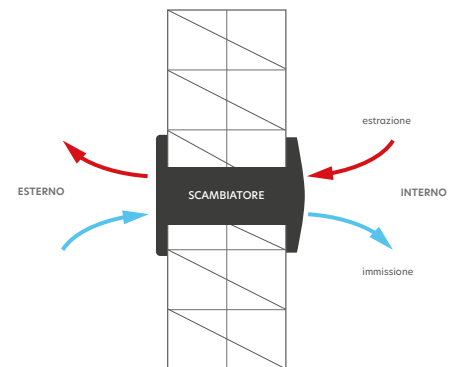 estrazione
ESTERNO
SCAMBIATORE
INTERNO
immissione